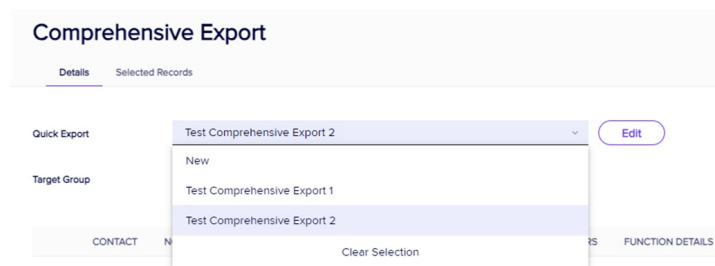 Comprehensive Export
Details Selected Records
Quick Export Test Comprehensive Export 2 Edit
New
Target Group
Test Comprehensive Export 1
Test Comprehensive Export 2
CONTACT FUNCTION DETAILS
Clear Selection